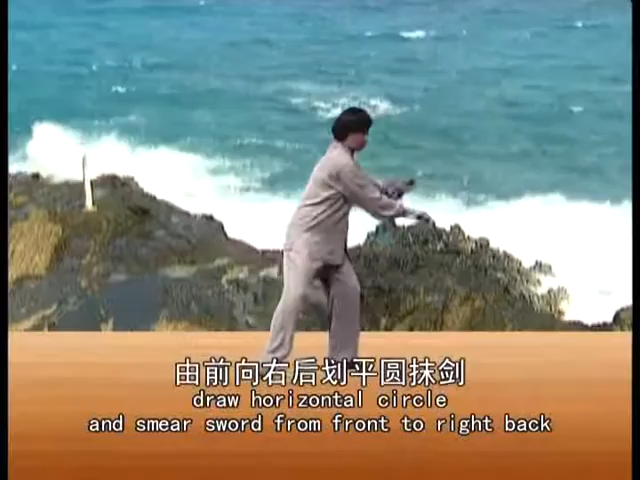 由前向右后划平圆抹剑
draw horizontal circle
and smear sword from front to right back